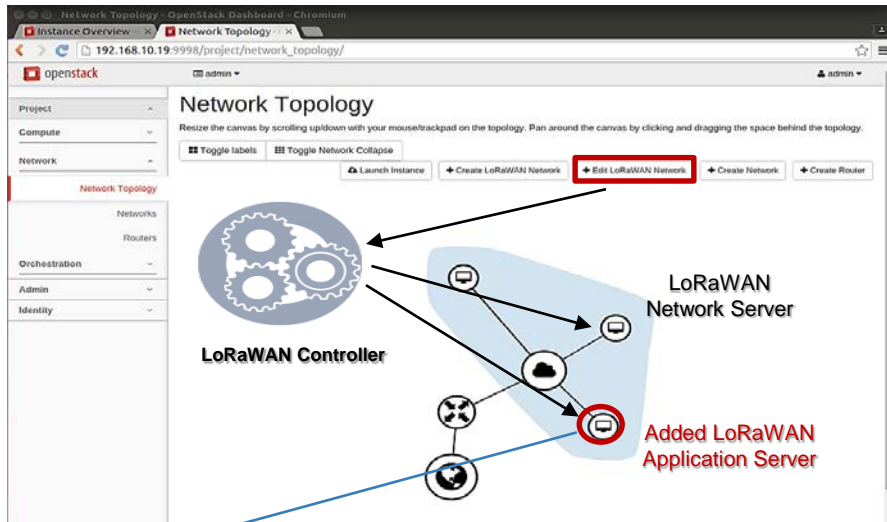 Network Topology - OpenStack Dashboard - Chromium
Instance Overview
Network Topology
192.168.10.19:9998/project/network_topology/
openstack
admin
admin
Project
Compute
Network
Network Topology
Networks
Routers
Orchestration
Admin
Identity
Network Topology
Resize the canvas by scrolling up/down with your mouse/trackpad on the topology. Pan around the canvas by clicking and dragging the space behind the topology.
Toggle labels
Toggle Network Collapse
Launch Instance
+ Create LoRaWAN Network
+ Edit LoRaWAN Network
+ Create Network
+ Create Router
LoRaWAN
Network Server
LoRaWAN Controller
Added LoRaWAN
Application Server